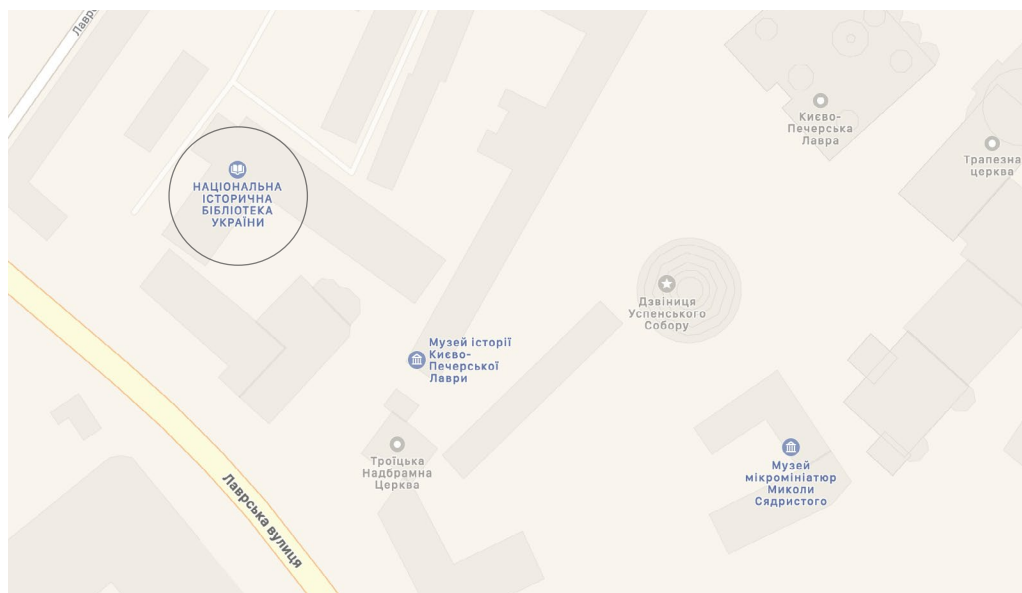 Лавр
НАЦІОНАЛЬНА
ІСТОРИЧНА
БІБЛІОТЕКА
УКРАЇНИ
Києво-
Печерська
Лавра
Трапезна
церква
Дзвіниця
Успенського
Собору
Музей історії
Києво-
Печерської
Лаври
Троїцька
Надбрамна
Церква
Музей
мікромініатюр
Миколи
Сядристого
Лаврська вулиця